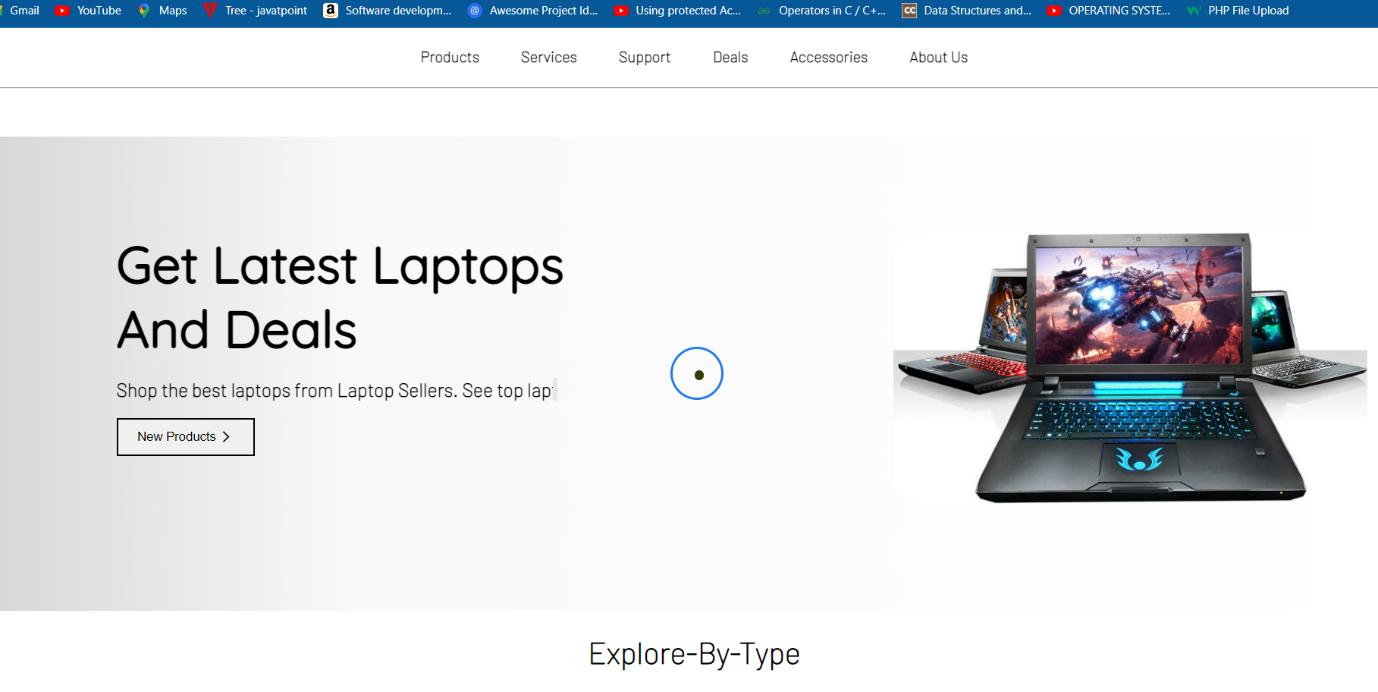 Gmail YouTube Maps Tree - javatpoint Software developm... Awesome Project Id... Using protected Ac... Operators in C / C+... Data Structures and... OPERATING SYSTE... PHP File Upload
Products Services Support Deals Accessories About Us
Get Latest Laptops
And Deals
Shop the best laptops from Laptop Sellers. See top lap
New Products
Explore-By-Type